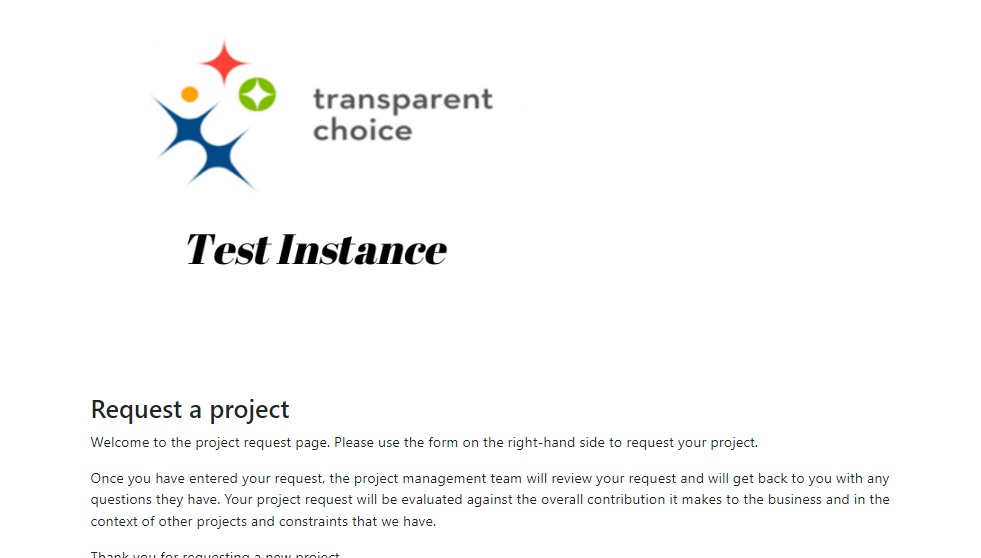 transparent
choice
Test Instance
Request a project
Welcome to the project request page. Please use the form on the right-hand side to request your project.
Once you have entered your request, the project management team will review your request and will get back to you with any
questions they have. Your project request will be evaluated against the overall contribution it makes to the business and in the
context of other projects and constraints that we have.
Thank you for requesting a new project